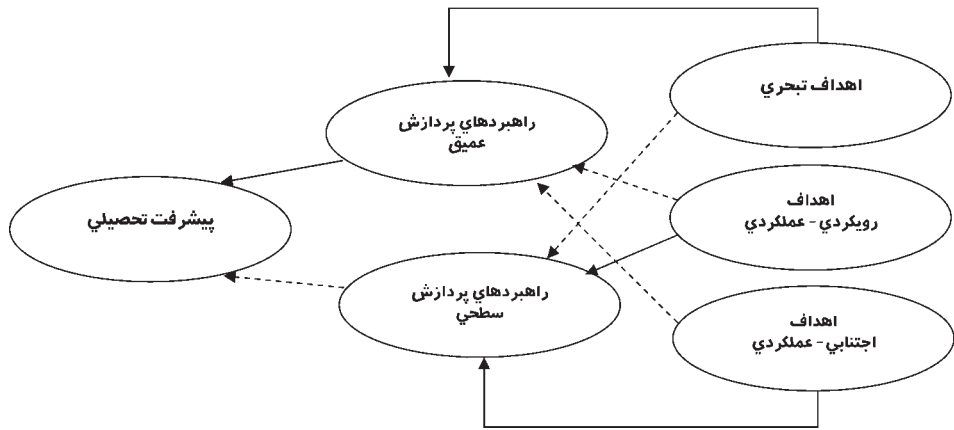 اهداف تبحري
راهبردهاي پردازش
عميق
اهداف
رويكردي - عملكردي
پيشرفت تحصيلي
راهبردهاي پردازش
سطحي
اهداف
اجتنابي - عملكردي